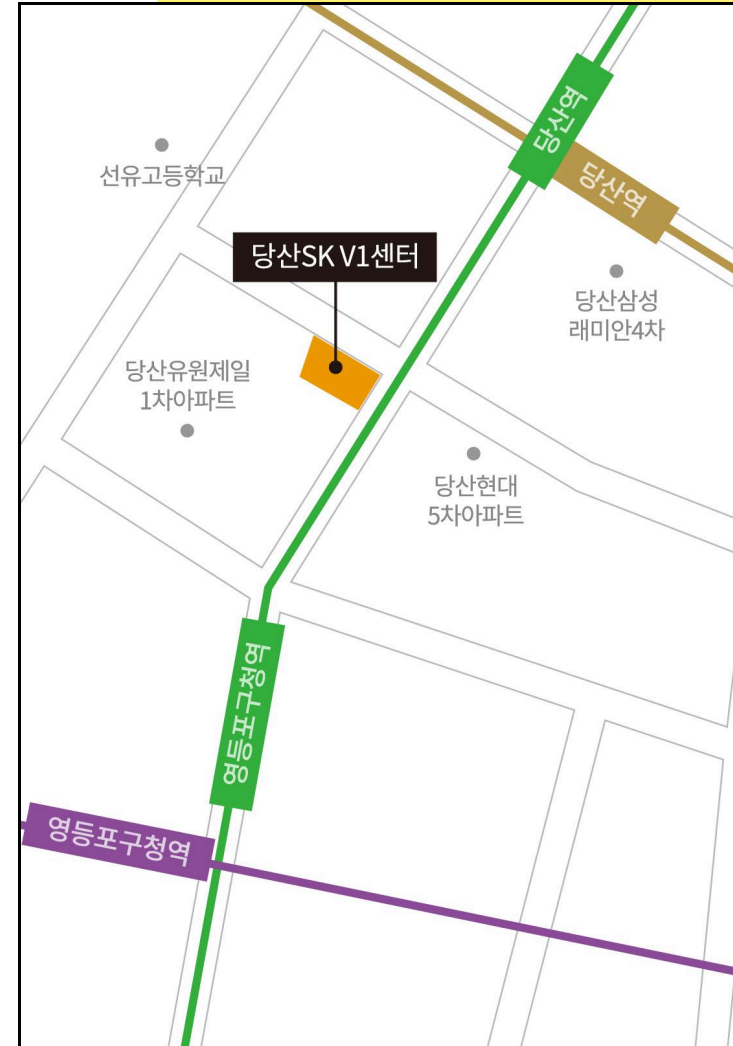 당산역
당산역
선유고등학교
당산SK V1센터
당산삼성
래미안4차
당산유원제일
1차아파트
당산현대
5차아파트
영등포구청역
영등포구청역